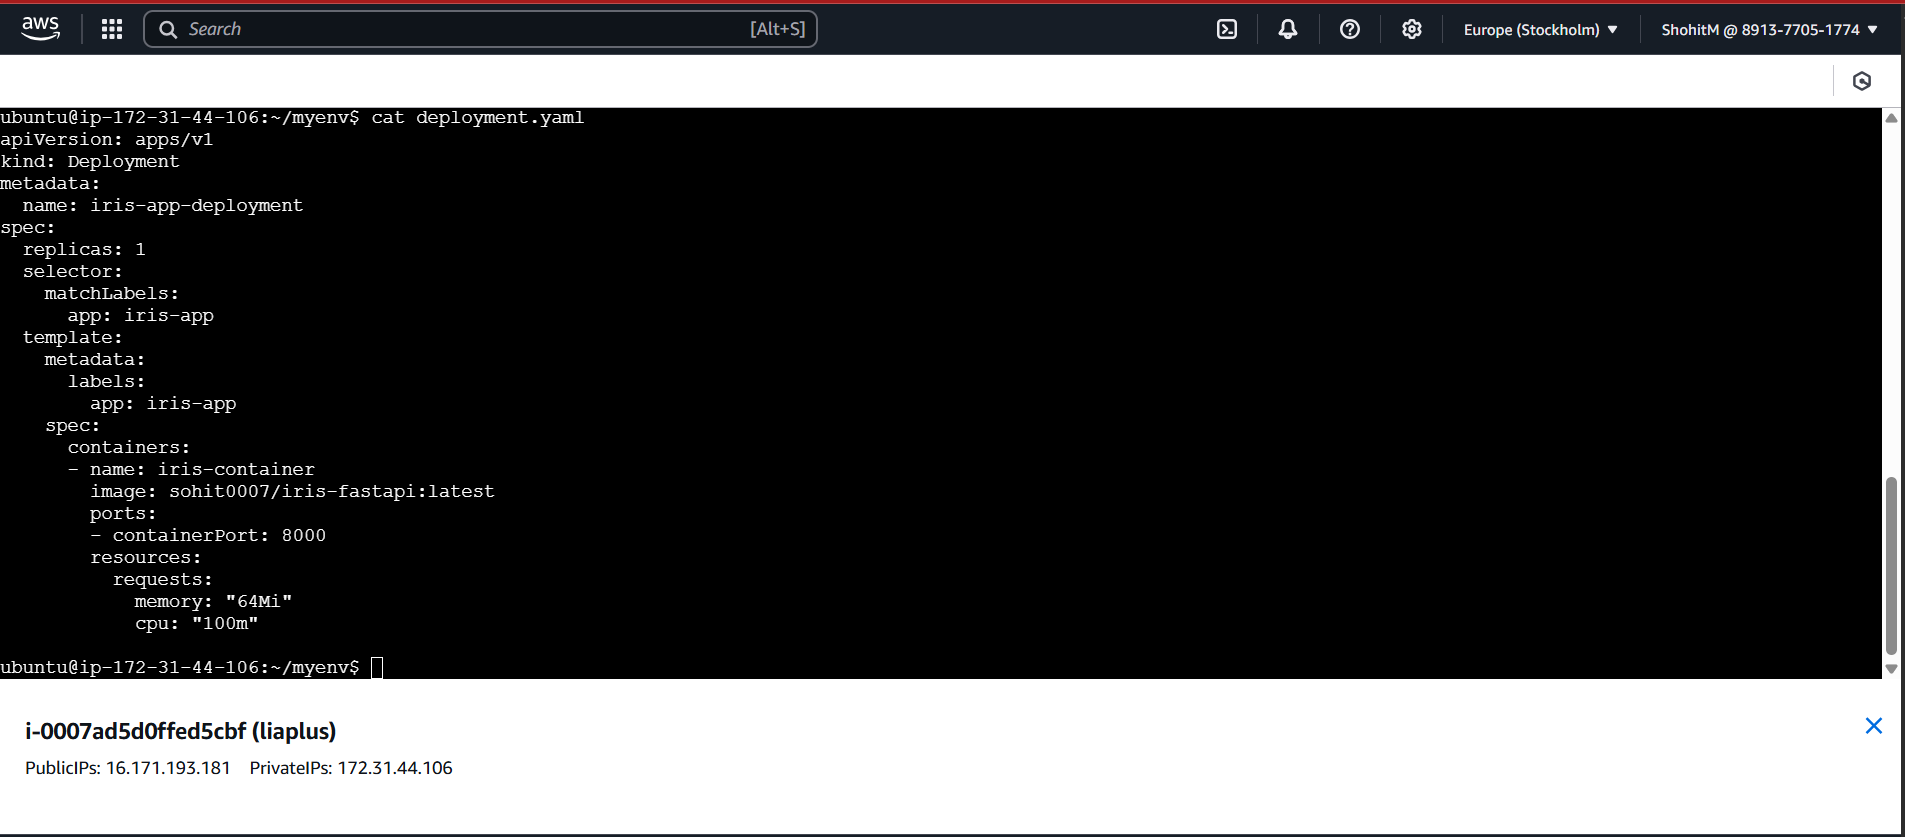 aws
Search [Alt+S]
Europe (Stockholm)
ShohitM @ 8913-7705-1774
ubuntu@ip-172-31-44-106:~/myenv$ cat deployment.yaml
apiVersion: apps/v1
kind: Deployment
metadata:
  name: iris-app-deployment
spec:
  replicas: 1
  selector:
    matchLabels:
      app: iris-app
  template:
    metadata:
      labels:
        app: iris-app
    spec:
      containers:
      - name: iris-container
        image: sohit0007/iris-fastapi:latest
        ports:
        - containerPort: 8000
        resources:
          requests:
            memory: "64Mi"
            cpu: "100m"
ubuntu@ip-172-31-44-106:~/myenv$
i-0007ad5d0ffed5cbf (liaplus)
PublicIPs: 16.171.193.181 PrivateIPs: 172.31.44.106